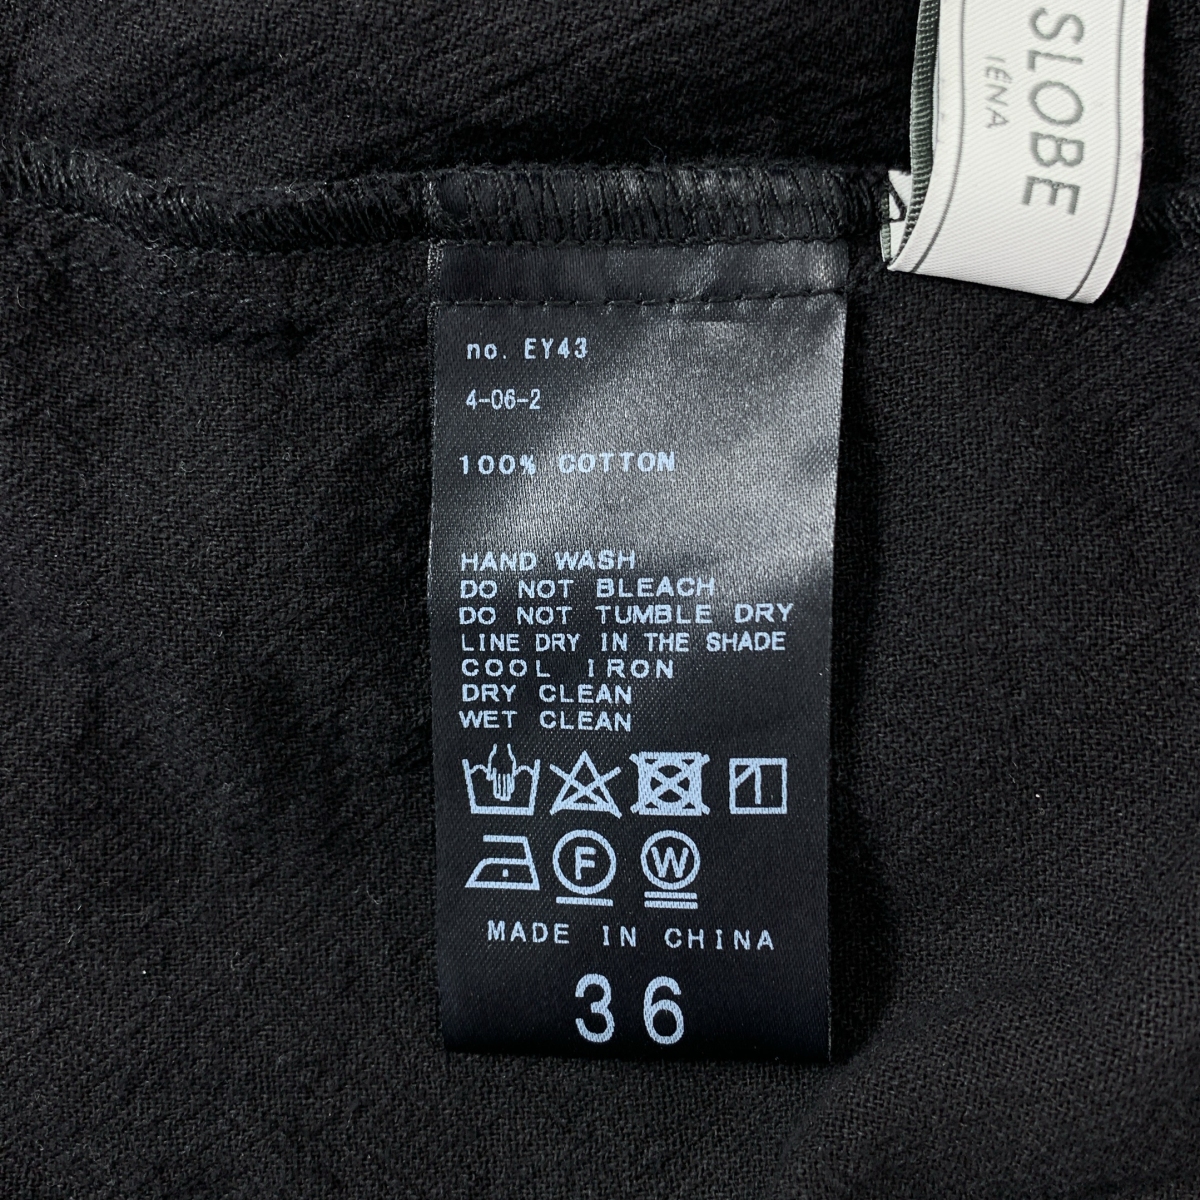 SLOBE
IÉNA
no. EY43
4-06-2
100% COTTON
HAND WASH
DO NOT BLEACH
DO NOT TUMBLE DRY
LINE DRY IN THE SHADE
COOL IRON
DRY CLEAN
WET CLEAN
F W
MADE IN CHINA
36